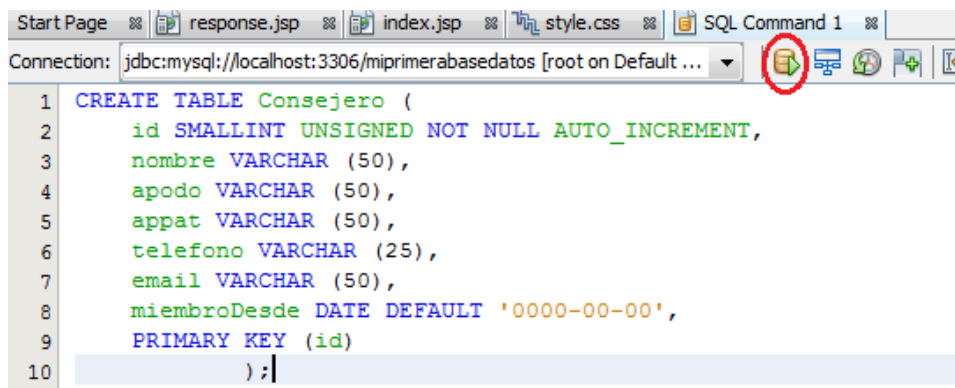 Start Page response.jsp index.jsp style.css SQL Command 1
Connection: jdbc:mysql://localhost:3306/miprimerabasedatos [root on Default ...
1 CREATE TABLE Consejero (
2 id SMALLINT UNSIGNED NOT NULL AUTO_INCREMENT,
3 nombre VARCHAR (50),
4 apodo VARCHAR (50),
5 appat VARCHAR (50),
6 telefono VARCHAR (25),
7 email VARCHAR (50),
8 miembroDesde DATE DEFAULT '0000-00-00',
9 PRIMARY KEY (id)
10 );